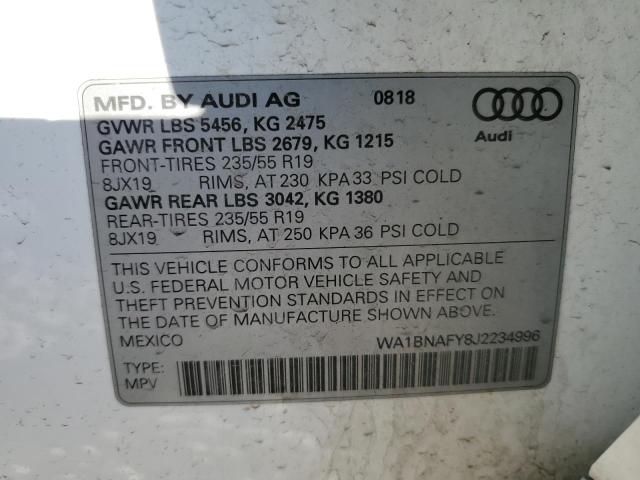 MFD. BY AUDI AG 0818
Audi
GVWR LBS 5456, KG 2475
GAWR FRONT LBS 2679, KG 1215
FRONT-TIRES 235/55 R19
8JX19 RIMS, AT 230 KPA 33 PSI COLD
GAWR REAR LBS 3042, KG 1380
REAR-TIRES 235/55 R19
8JX19 RIMS, AT 250 KPA 36 PSI COLD
THIS VEHICLE CONFORMS TO ALL APPLICABLE
U.S. FEDERAL MOTOR VEHICLE SAFETY AND
THEFT PREVENTION STANDARDS IN EFFECT ON
THE DATE OF MANUFACTURE SHOWN ABOVE.
MEXICO WA1BNAFY8J2234996
TYPE:
MPV